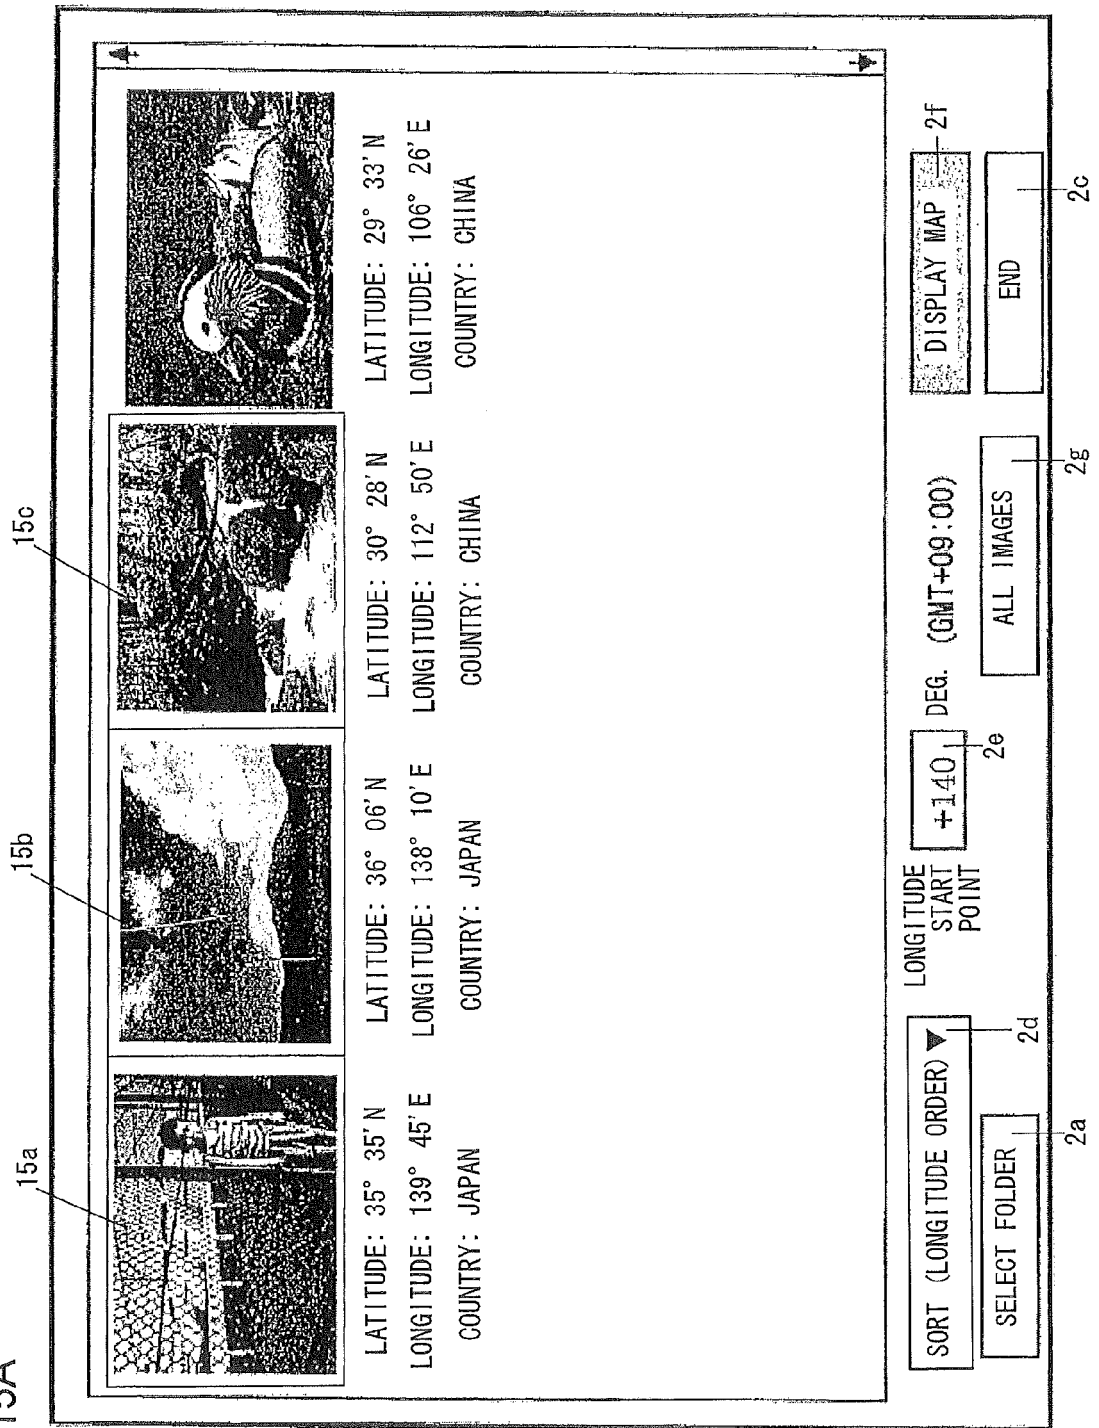 15A
15a
15b
15c
LATITUDE: 35° 35' N
LONGITUDE: 139° 45' E
COUNTRY: JAPAN
LATITUDE: 36° 06' N
LONGITUDE: 138° 10' E
COUNTRY: JAPAN
LATITUDE: 30° 28' N
LONGITUDE: 112° 50' E
COUNTRY: CHINA
LATITUDE: 29° 33' N
LONGITUDE: 106° 26' E
COUNTRY: CHINA
SORT (LONGITUDE ORDER) ▼
2d
LONGITUDE
START
POINT
+140
2e
DEG. (GMT+09:00)
DISPLAY MAP
2f
SELECT FOLDER
2a
ALL IMAGES
2g
END
2c